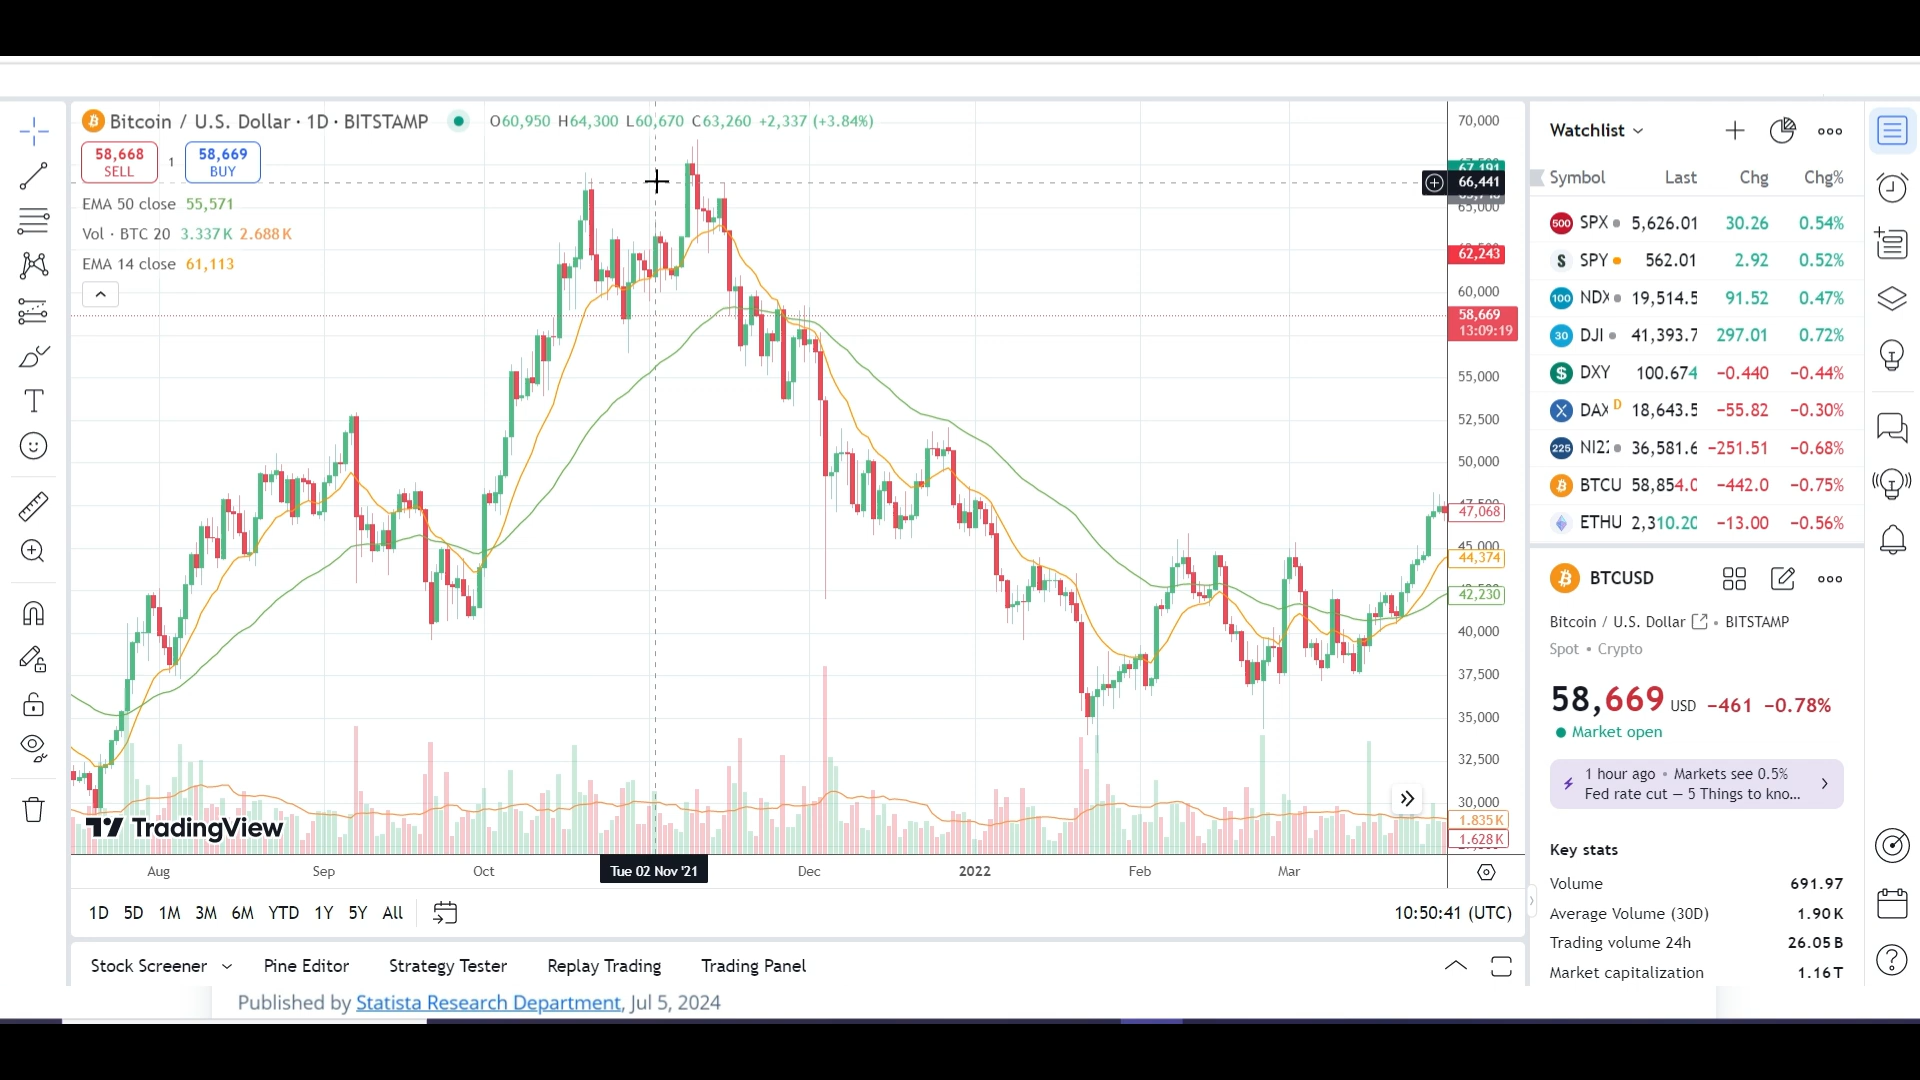 Bitcoin / U.S. Dollar · 1D · BITSTAMP
O60,950 H64,300 L60,670 C63,260 +2,337 (+3.84%)
58,668
SELL
1
58,669
BUY
EMA 50 close 55,571
Vol · BTC 20 3.337K 2.688K
EMA 14 close 61,113
70,000
67,191
66,441
65,000
62,243
60,000
58,669
13:09:19
55,000
52,500
50,000
47,068
45,000
44,374
42,230
40,000
37,500
35,000
32,500
30,000
1.835K
1.628K
TradingView
Aug
Sep
Oct
Tue 02 Nov '21
Dec
2022
Feb
Mar
1D 5D 1M 3M 6M YTD 1Y 5Y All
10:50:41 (UTC)
Stock Screener
Pine Editor
Strategy Tester
Replay Trading
Trading Panel
Published by Statista Research Department, Jul 5, 2024
Watchlist
Symbol Last Chg Chg%
500 SPX 5,626.01 30.26 0.54%
S SPY 562.01 2.92 0.52%
100 NDX 19,514.5 91.52 0.47%
30 DJI 41,393.7 297.01 0.72%
$ DXY 100.674 −0.440 −0.44%
X DAX D 18,643.5 −55.82 −0.30%
225 NI22 36,581.6 −251.51 −0.68%
BTCU 58,854.0 −442.0 −0.75%
ETHU 2,310.20 −13.00 −0.56%
BTCUSD
Bitcoin / U.S. Dollar • BITSTAMP
Spot • Crypto
58,669 USD −461 −0.78%
Market open
1 hour ago • Markets see 0.5%
Fed rate cut — 5 Things to kno...
Key stats
Volume 691.97
Average Volume (30D) 1.90K
Trading volume 24h 26.05B
Market capitalization 1.16T